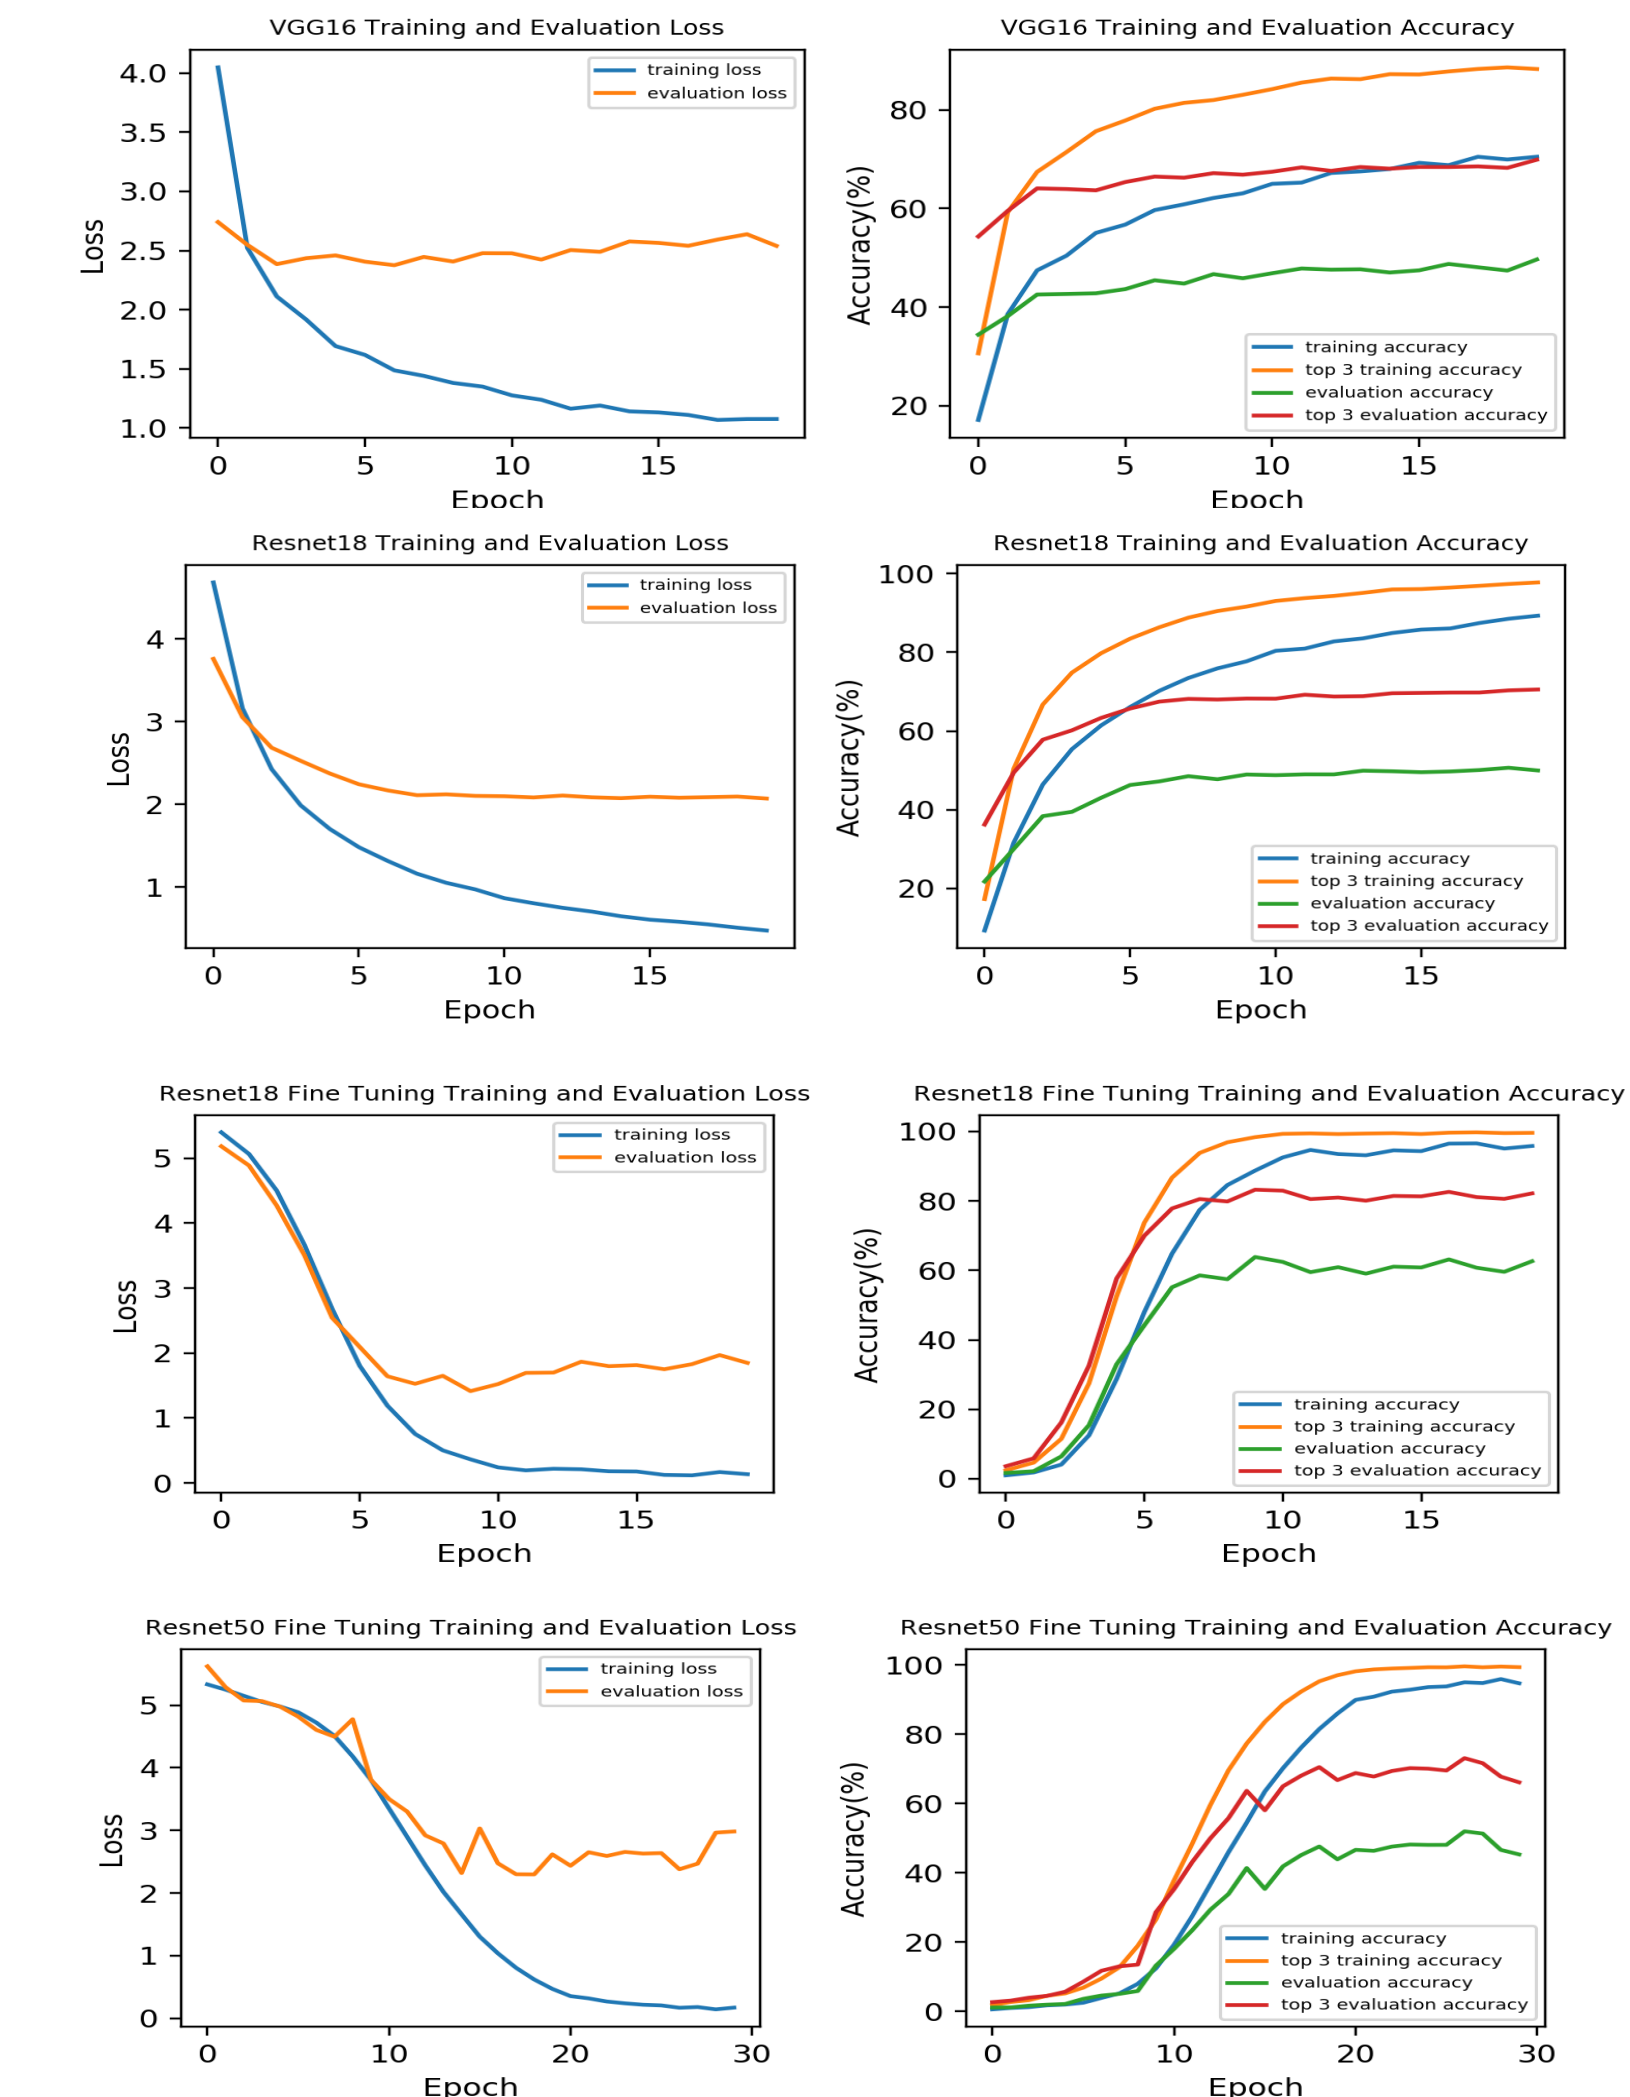 VGG16 Training and Evaluation Loss
4.0
3.5
3.0
2.5
2.0
1.5
1.0
0 5 10 15
Loss
Epoch
training loss
evaluation loss
VGG16 Training and Evaluation Accuracy
80
60
40
20
0 5 10 15
Accuracy(%)
Epoch
training accuracy
top 3 training accuracy
evaluation accuracy
top 3 evaluation accuracy
Resnet18 Training and Evaluation Loss
4
3
2
1
0 5 10 15
Loss
Epoch
training loss
evaluation loss
Resnet18 Training and Evaluation Accuracy
100
80
60
40
20
0 5 10 15
Accuracy(%)
Epoch
training accuracy
top 3 training accuracy
evaluation accuracy
top 3 evaluation accuracy
Resnet18 Fine Tuning Training and Evaluation Loss
5
4
3
2
1
0
0 5 10 15
Loss
Epoch
training loss
evaluation loss
Resnet18 Fine Tuning Training and Evaluation Accuracy
100
80
60
40
20
0
0 5 10 15
Accuracy(%)
Epoch
training accuracy
top 3 training accuracy
evaluation accuracy
top 3 evaluation accuracy
Resnet50 Fine Tuning Training and Evaluation Loss
5
4
3
2
1
0
0 10 20 30
Loss
Epoch
training loss
evaluation loss
Resnet50 Fine Tuning Training and Evaluation Accuracy
100
80
60
40
20
0
0 10 20 30
Accuracy(%)
Epoch
training accuracy
top 3 training accuracy
evaluation accuracy
top 3 evaluation accuracy